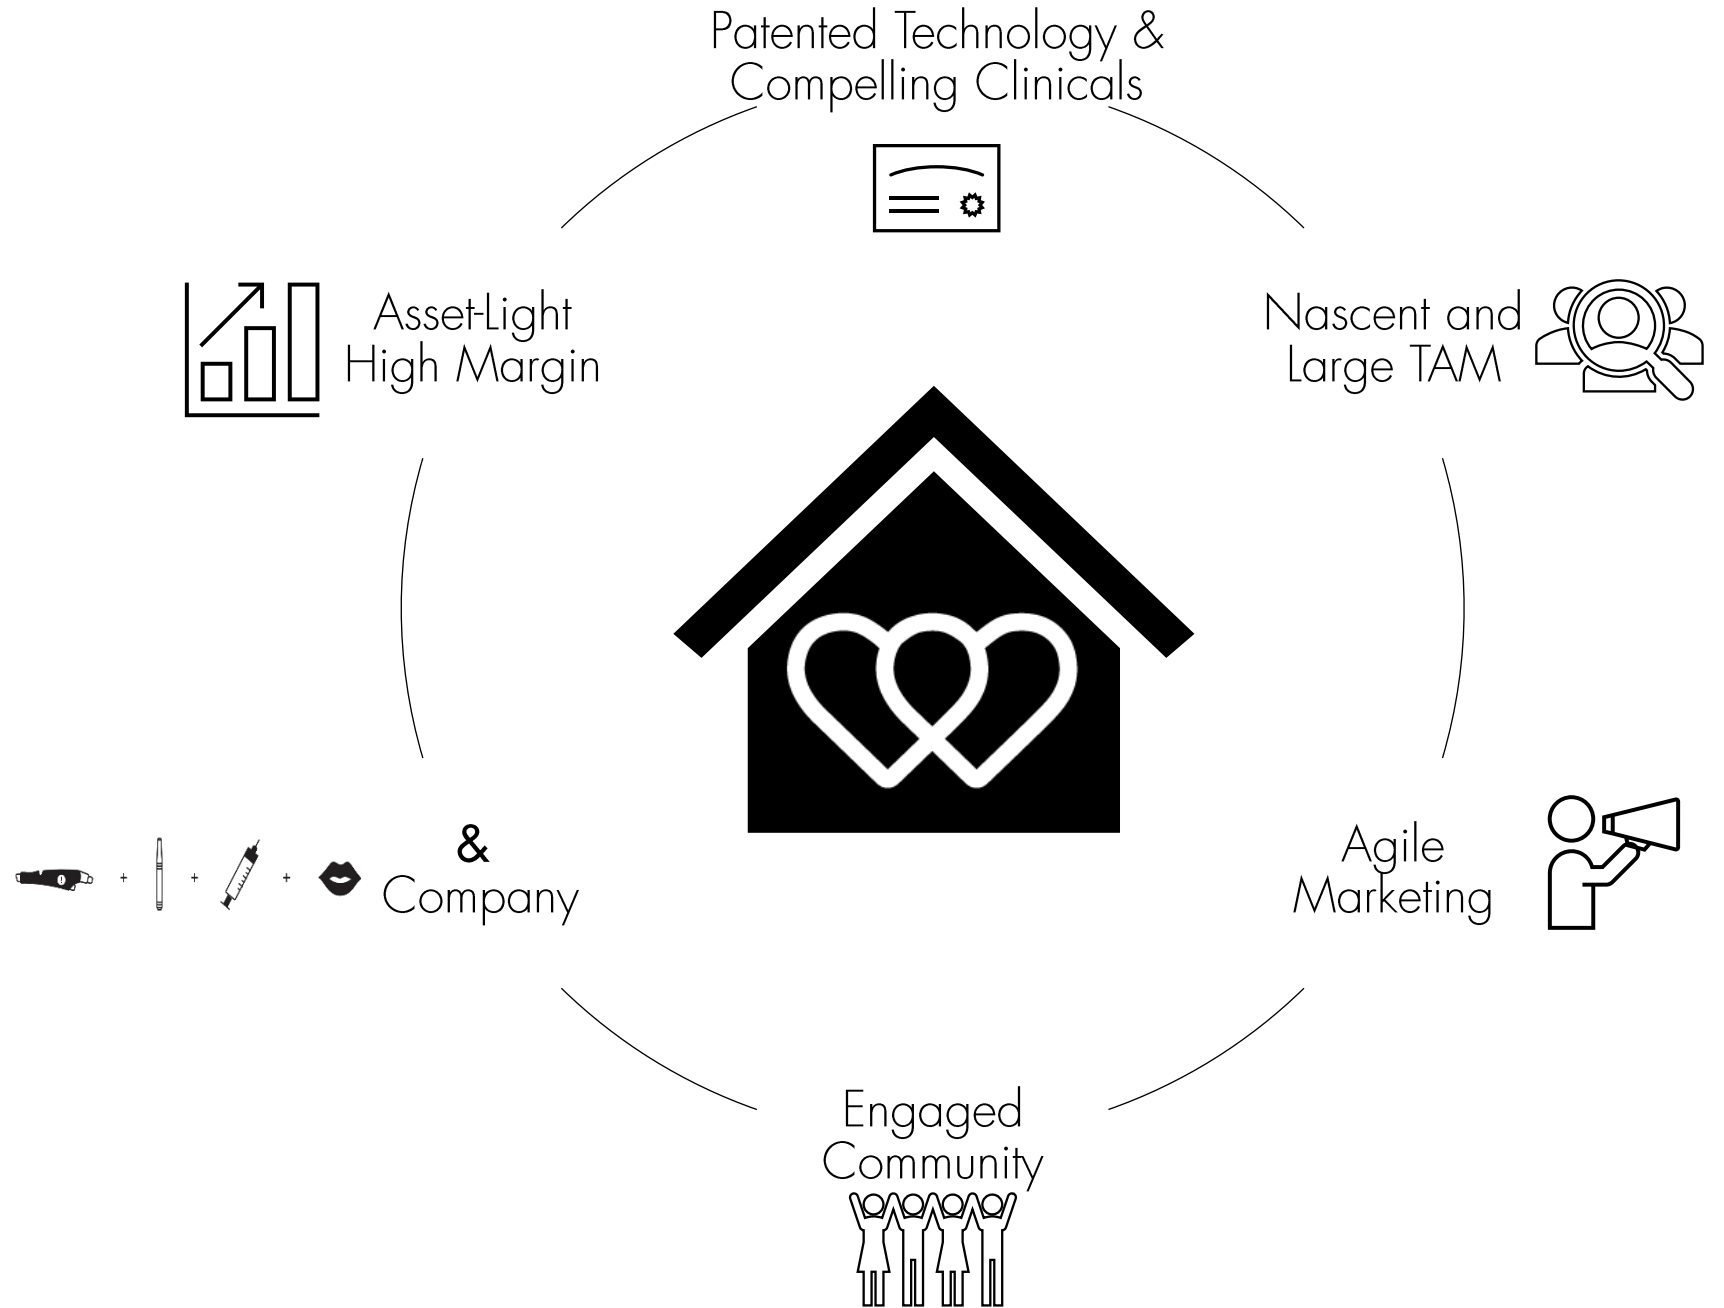 Patented Technology &
Compelling Clinicals
Asset-Light
High Margin
Nascent and
Large TAM
&
Company
+ + +
Agile
Marketing
Engaged
Community